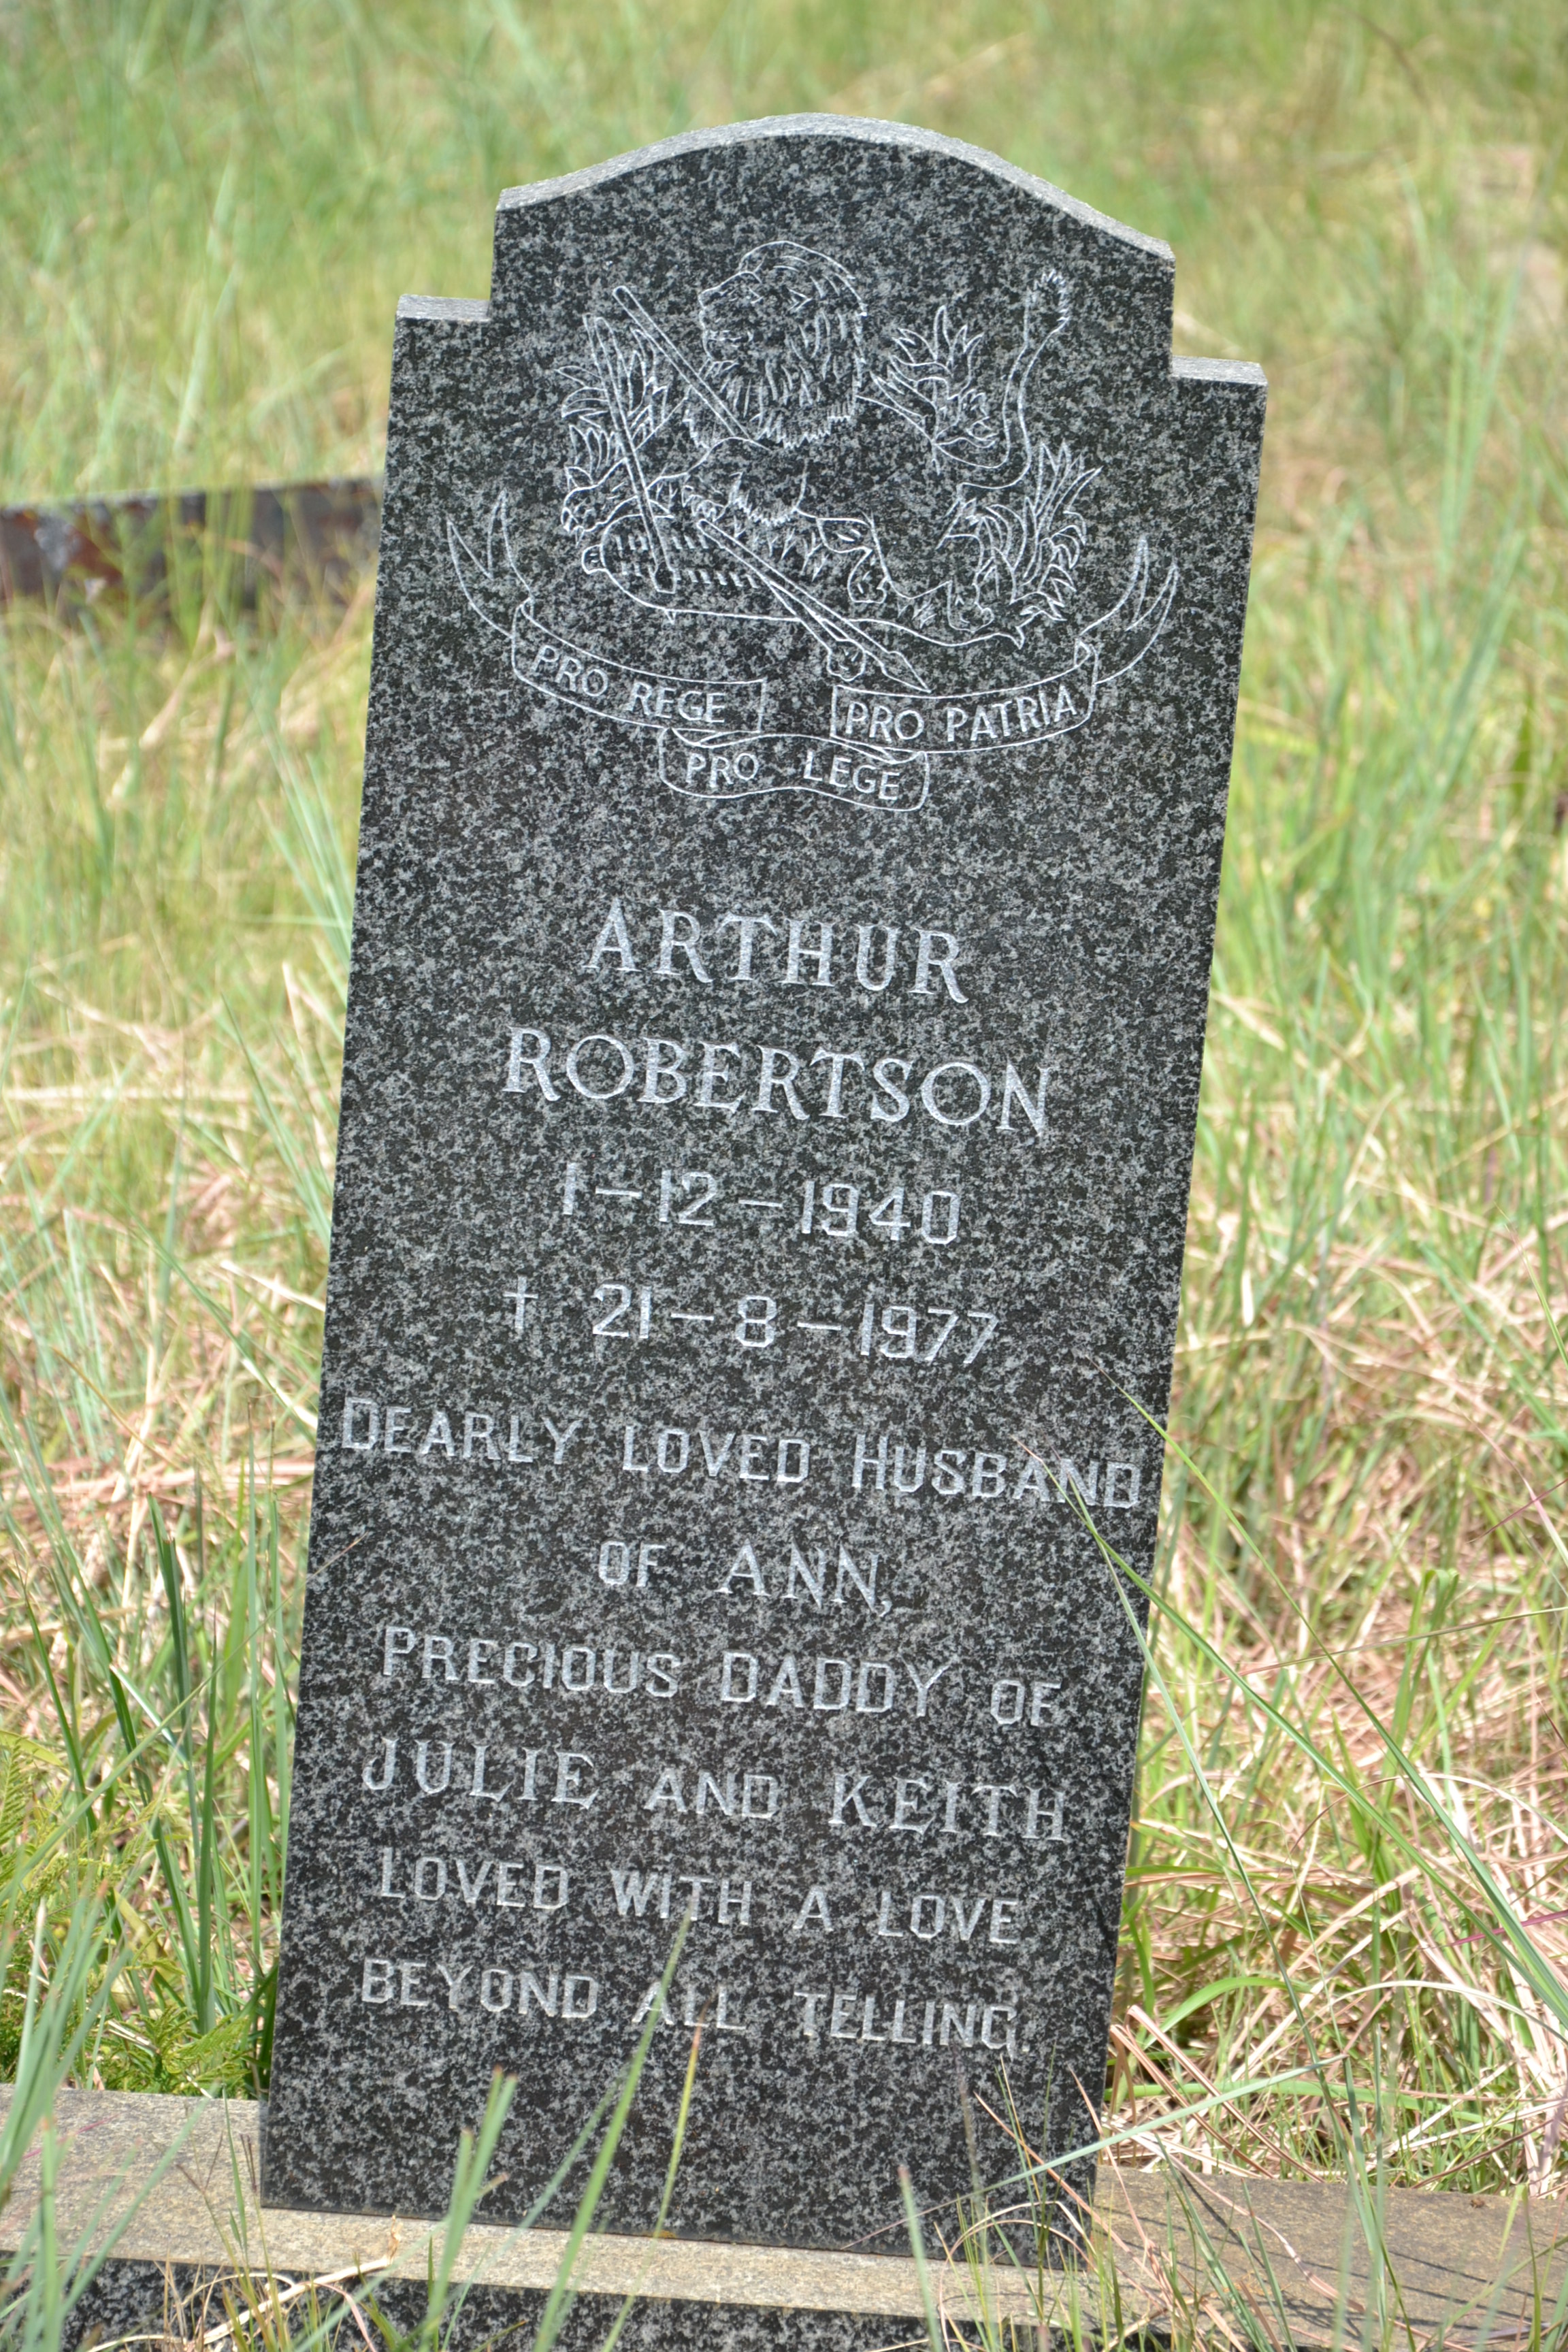 PRO REGE PRO PATRIA
PRO LEGE
ARTHUR
ROBERTSON
1-12-1940
† 21-8-1977
DEARLY LOVED HUSBAND
OF ANN,
PRECIOUS DADDY OF
JULIE AND KEITH
LOVED WITH A LOVE
BEYOND ALL TELLING.